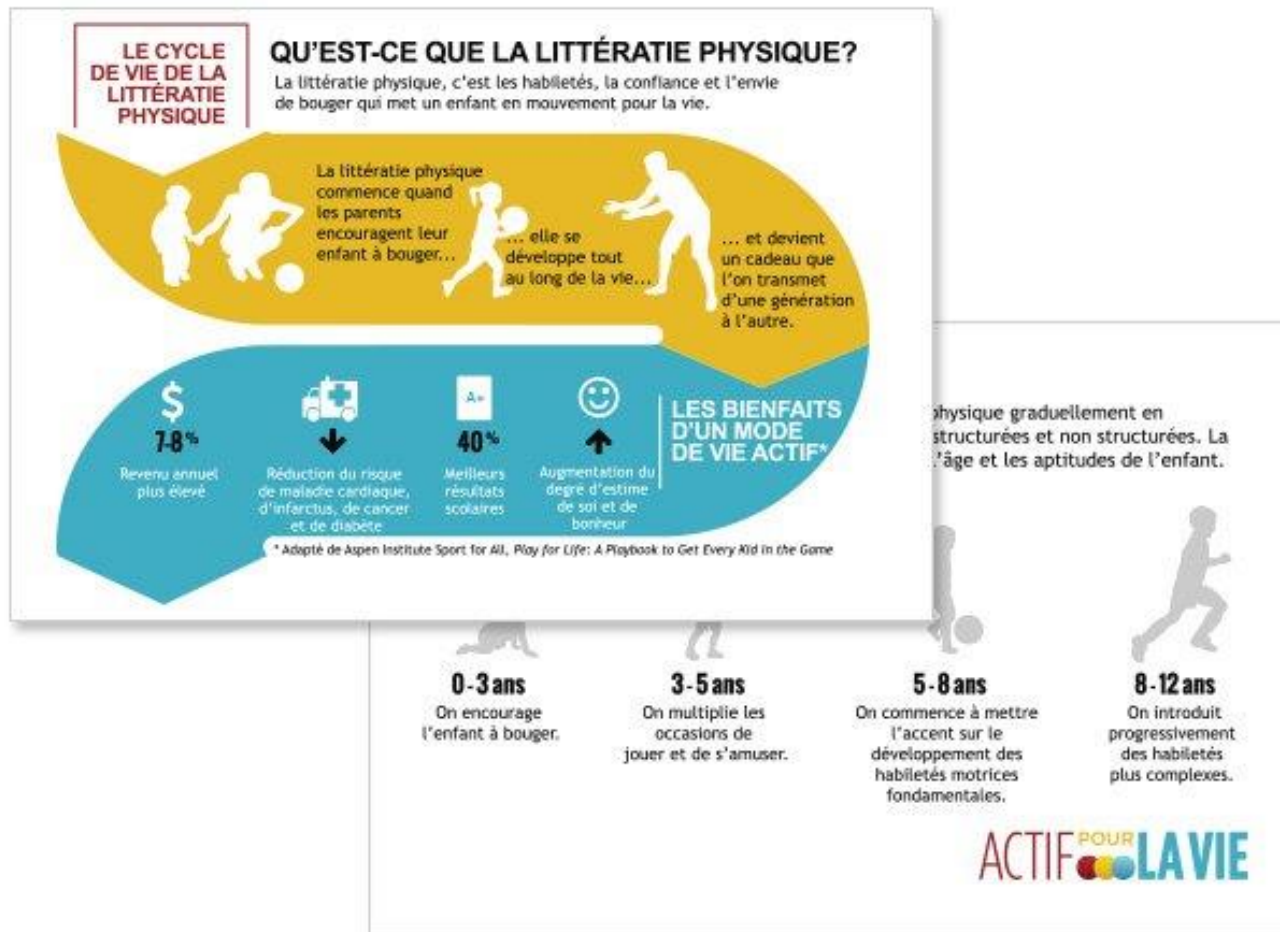 LE CYCLE
DE VIE DE LA
LITTÉRATIE
PHYSIQUE
QU'EST-CE QUE LA LITTÉRATIE PHYSIQUE?
La littératie physique, c'est les habiletés, la confiance et l'envie
de bouger qui met un enfant en mouvement pour la vie.
La littératie physique
commence quand
les parents
encouragent leur
enfant à bouger...
... elle se
développe tout
au long de la vie...
... et devient
un cadeau que
l'on transmet
d'une génération
à l'autre.
$
7-8%
Revenu annuel
plus élevé
Réduction du risque
de maladie cardiaque,
d'infarctus, de cancer
et de diabète
A+
40%
Meilleurs
résultats
scolaires
Augmentation du
degré d'estime
de soi et de
bonheur
LES BIENFAITS
D'UN MODE
DE VIE ACTIF*
* Adapté de Aspen Institute Sport for All, Play for Life: A Playbook to Get Every Kid in the Game
physique graduellement en
structurées et non structurées. La
l'âge et les aptitudes de l'enfant.
0-3 ans
On encourage
l'enfant à bouger.
3-5 ans
On multiplie les
occasions de
jouer et de s'amuser.
5-8 ans
On commence à mettre
l'accent sur le
développement des
habiletés motrices
fondamentales.
8-12 ans
On introduit
progressivement
des habiletés
plus complexes.
ACTIF POUR LA VIE